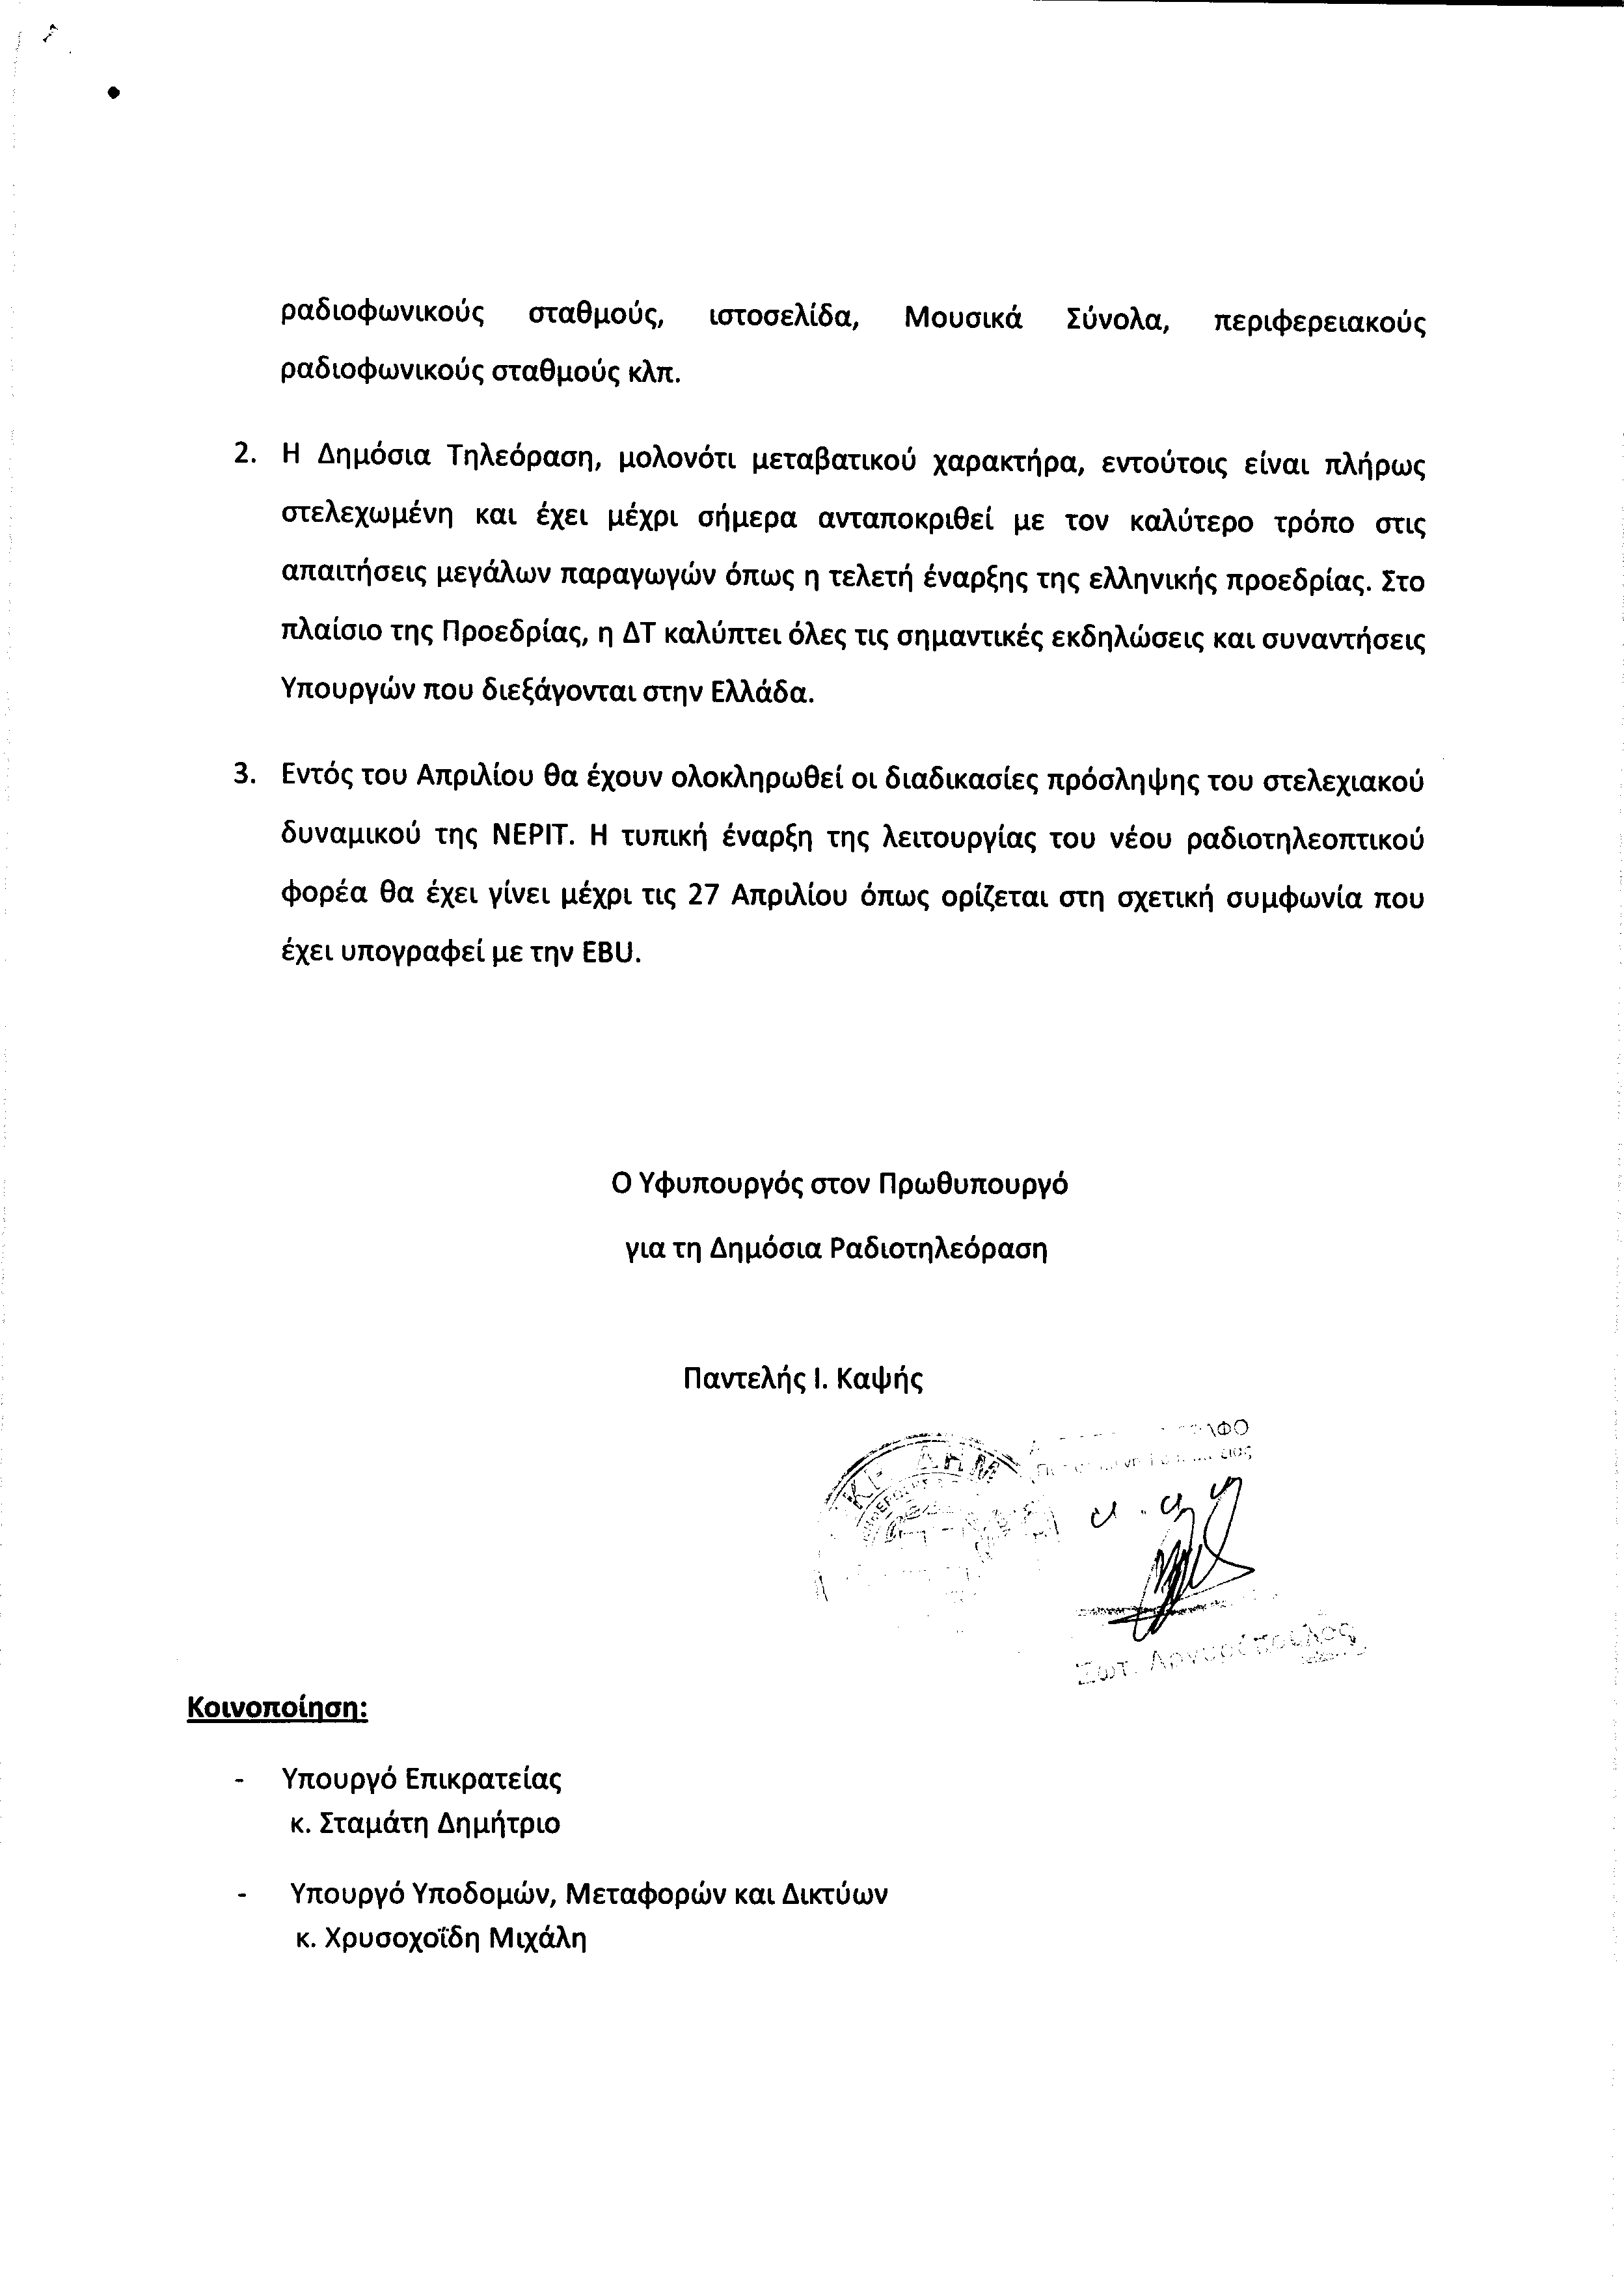 ραδιοφωνικούς σταθμούς, ιστοσελίδα, Μουσικά Σύνολα, περιφερειακούς
ραδιοφωνικούς σταθμούς κλπ.
2. Η Δημόσια Τηλεόραση, μολονότι μεταβατικού χαρακτήρα, εντούτοις είναι πλήρως
στελεχωμένη και έχει μέχρι σήμερα ανταποκριθεί με τον καλύτερο τρόπο στις
απαιτήσεις μεγάλων παραγωγών όπως η τελετή έναρξης της ελληνικής προεδρίας. Στο
πλαίσιο της Προεδρίας, η ΔΤ καλύπτει όλες τις σημαντικές εκδηλώσεις και συναντήσεις
Υπουργών που διεξάγονται στην Ελλάδα.
3. Εντός του Απριλίου θα έχουν ολοκληρωθεί οι διαδικασίες πρόσληψης του στελεχιακού
δυναμικού της ΝΕΡΙΤ. Η τυπική έναρξη της λειτουργίας του νέου ραδιοτηλεοπτικού
φορέα θα έχει γίνει μέχρι τις 27 Απριλίου όπως ορίζεται στη σχετική συμφωνία που
έχει υπογραφεί με την EBU.
Ο Υφυπουργός στον Πρωθυπουργό
για τη Δημόσια Ραδιοτηλεόραση
Παντελής Ι. Καψής
ΔΗΜ
Σωτ. Αργυρόπουλος
Κοινοποίηση:
- Υπουργό Επικρατείας
κ. Σταμάτη Δημήτριο
- Υπουργό Υποδομών, Μεταφορών και Δικτύων
κ. Χρυσοχοΐδη Μιχάλη